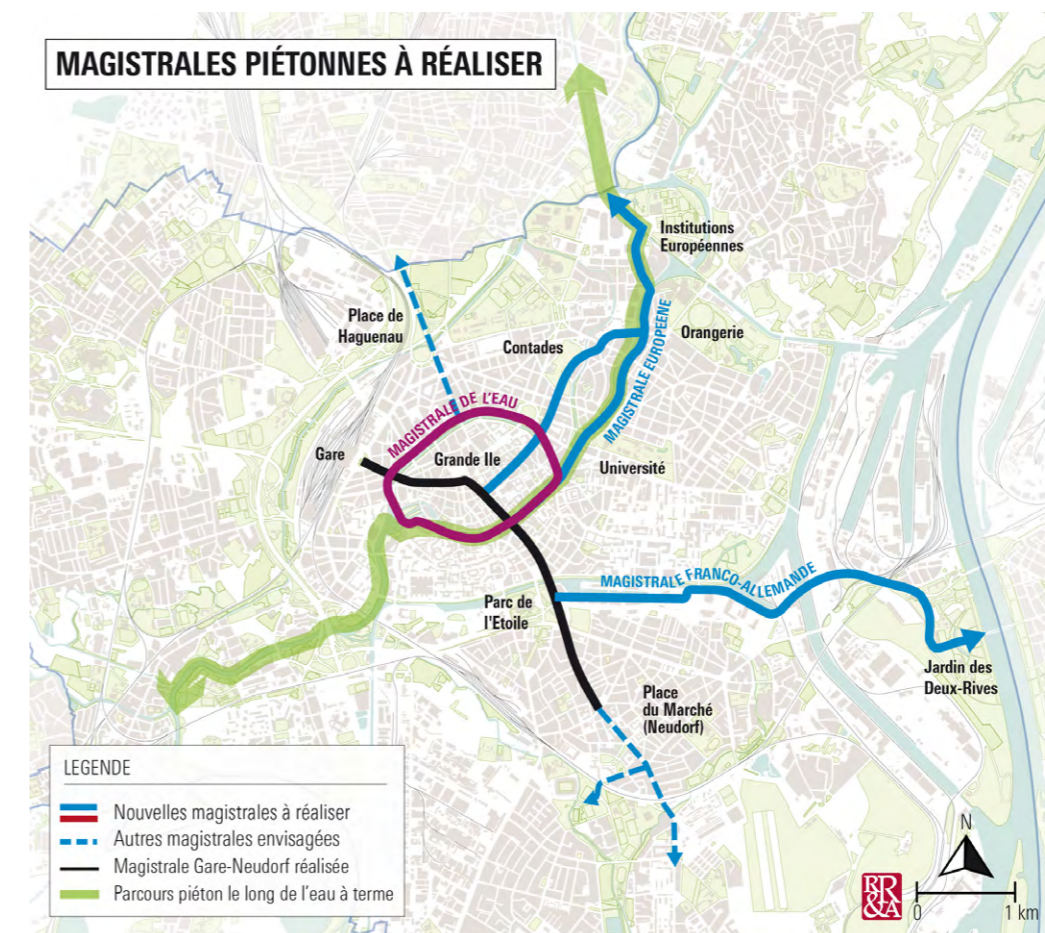 MAGISTRALES PIÉTONNES À RÉALISER
Institutions
Européennes
Place de
Haguenau
Contades
Orangerie
MAGISTRALE EUROPÉENE
MAGISTRALE DE L'EAU
Gare
Grande Ile
Université
MAGISTRALE FRANCO-ALLEMANDE
Parc de
l'Etoile
Jardin des
Deux-Rives
Place
du Marché
(Neudorf)
LEGENDE
Nouvelles magistrales à réaliser
Autres magistrales envisagées
Magistrale Gare-Neudorf réalisée
Parcours piéton le long de l'eau à terme
N
RR
&A
0
1 km